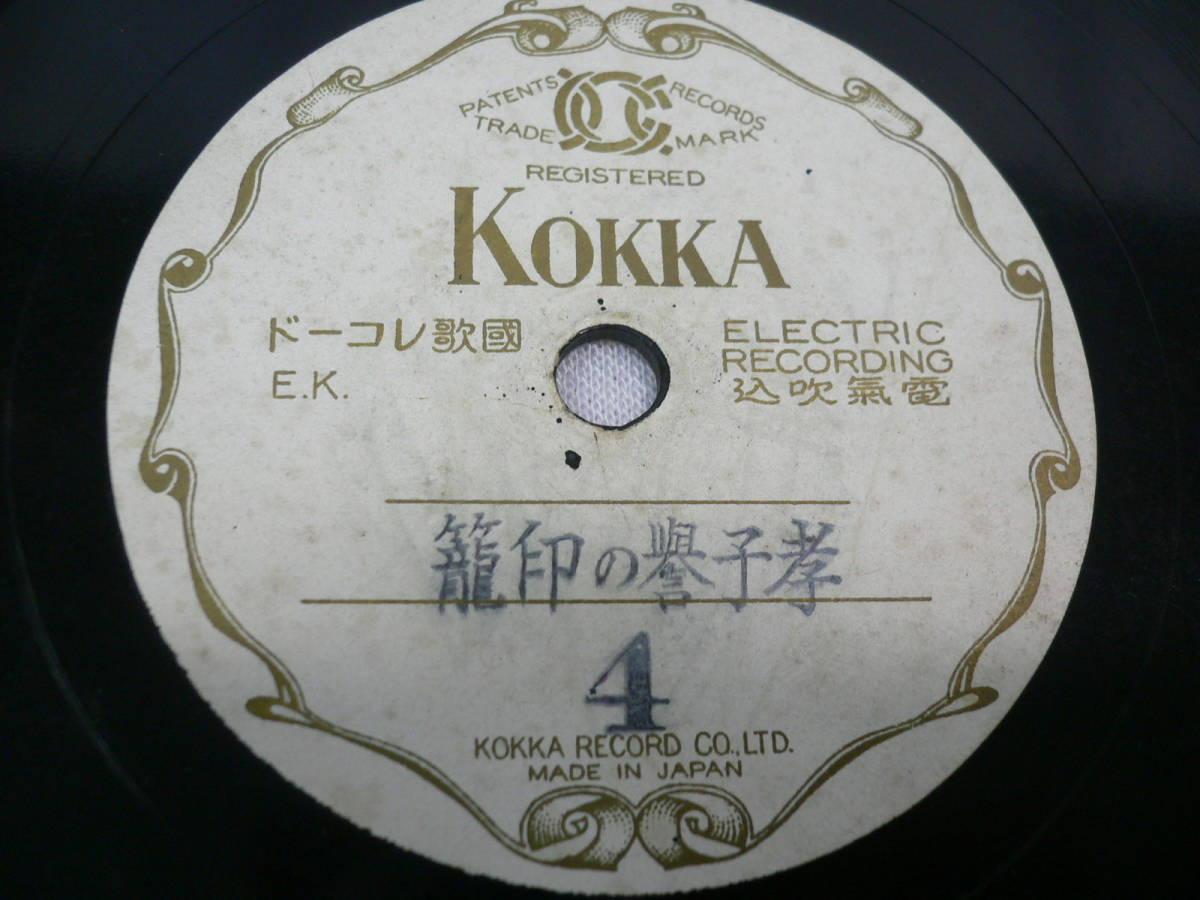 PATENTS RECORDS
TRADE MARK
REGISTERED
KOKKA
ドーコレ歌國
E.K.
ELECTRIC
RECORDING
込吹氣電
籠印の譽子孝
4
KOKKA RECORD CO.,LTD.
MADE IN JAPAN